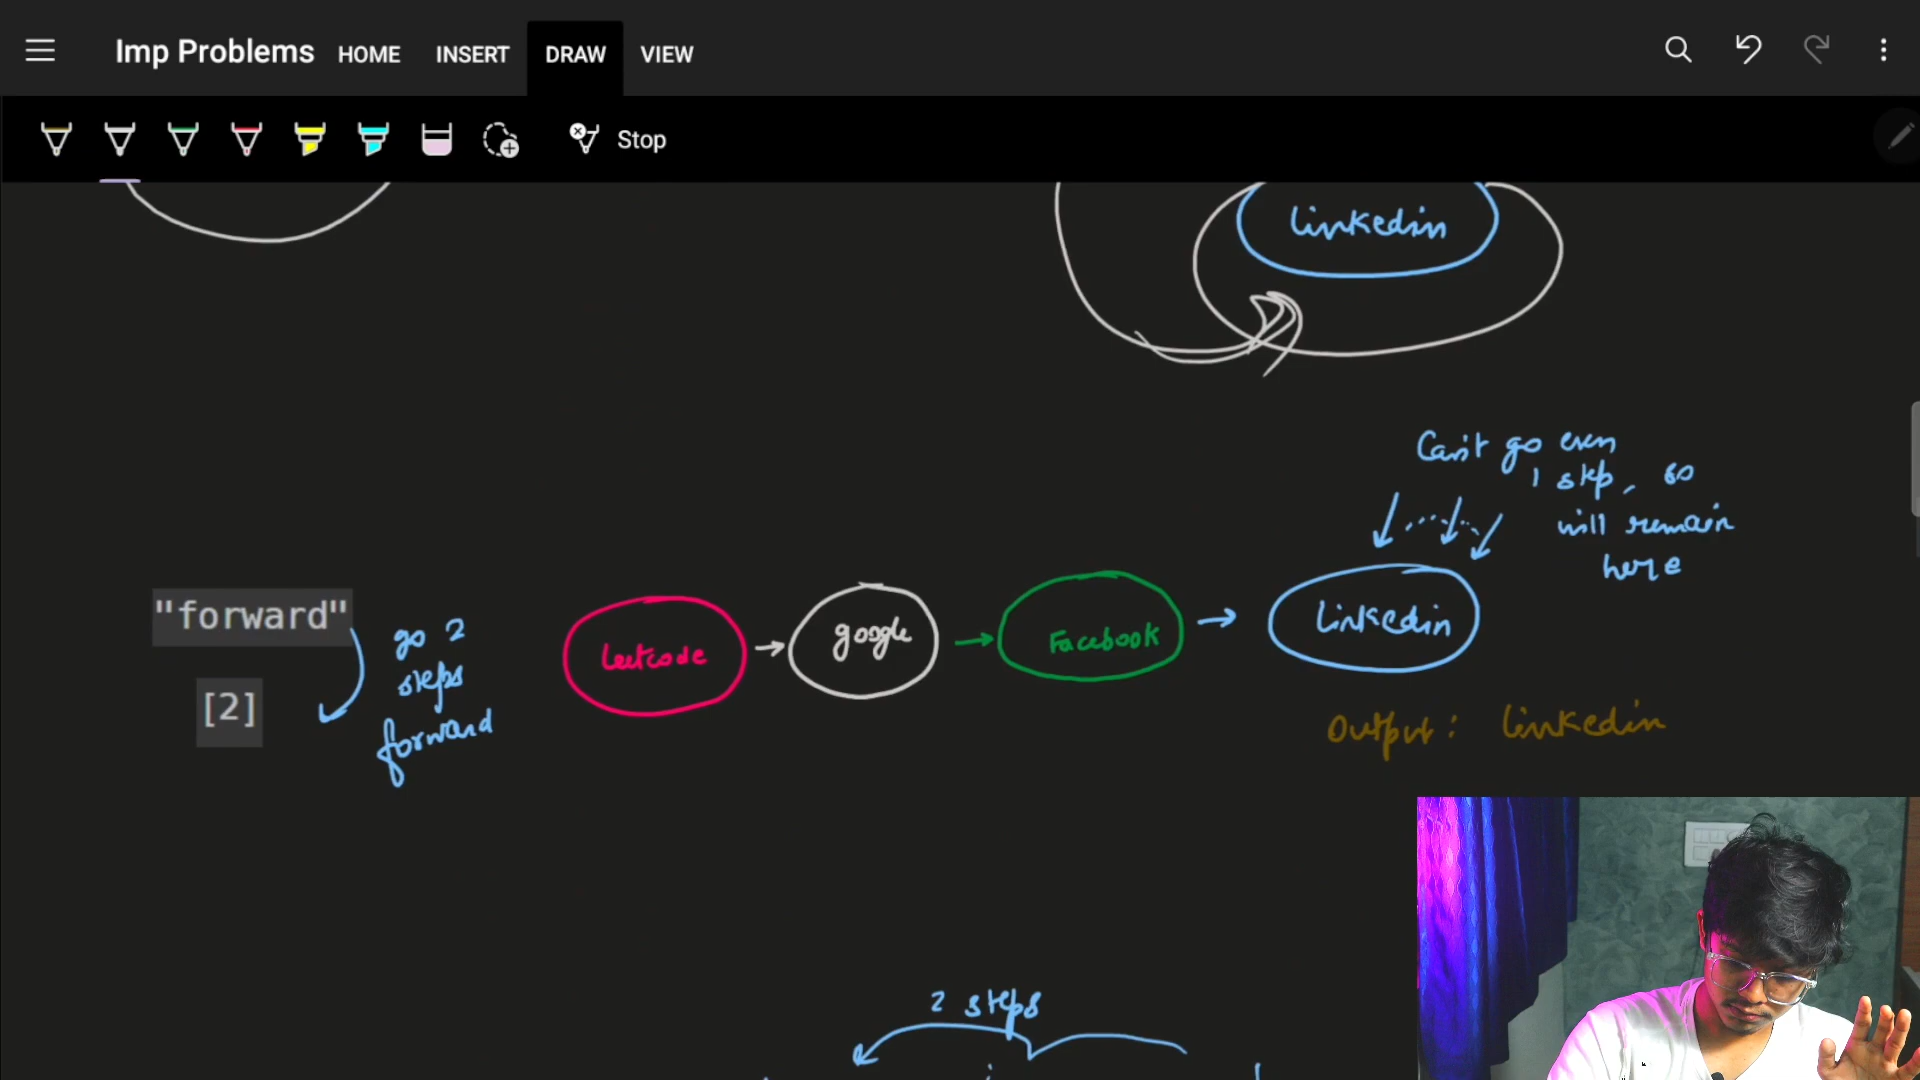 Imp Problems HOME INSERT DRAW VIEW
Stop
linkedin
Can't go even
1 step, so
will remain
here
"forward"
[2]
go 2
steps
forward
Leetcode
google
Facebook
Linkedin
Output: linkedin
2 steps